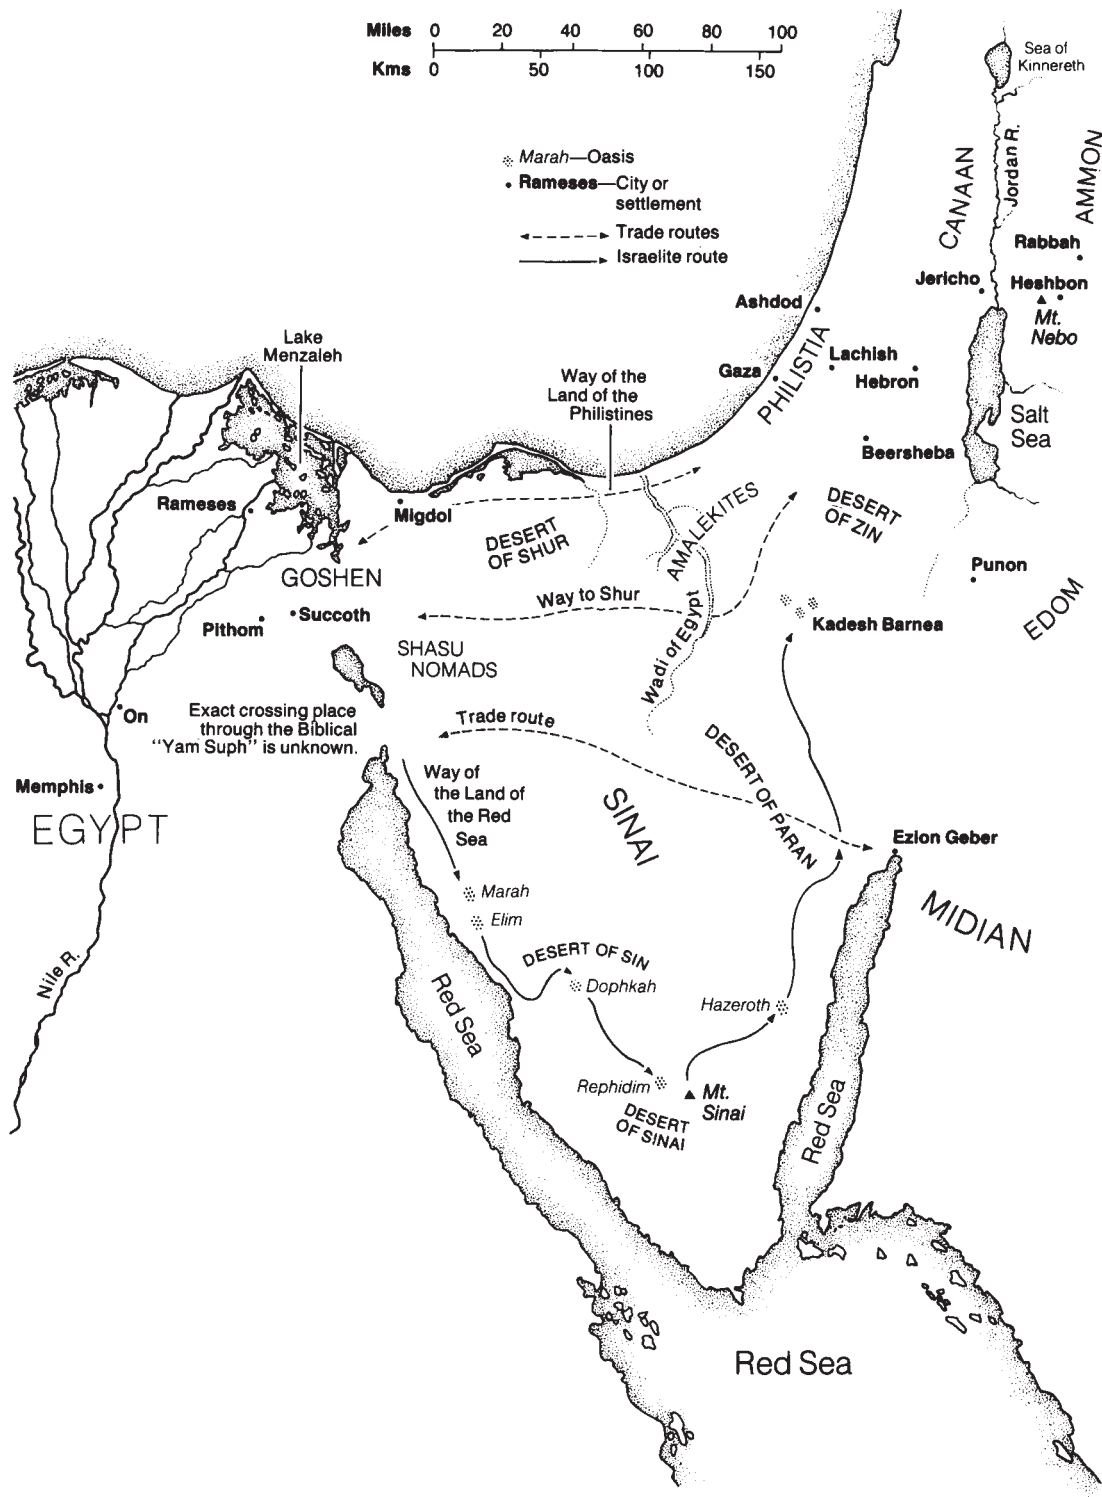 Miles 0 20 40 60 80 100
Kms 0 50 100 150
Sea of
Kinnereth
Marah—Oasis
Rameses—City or
settlement
Trade routes
Israelite route
CANAAN
Jordan R.
AMMON
Rabbah
Jericho
Heshbon
Mt.
Nebo
Ashdod
PHILISTIA
Lachish
Gaza
Hebron
Salt
Sea
Beersheba
Lake
Menzaleh
Way of the
Land of the
Philistines
Rameses
Migdol
DESERT
OF SHUR
AMALEKITES
DESERT
OF ZIN
GOSHEN
Punon
EDOM
Way to Shur
Succoth
Pithom
Kadesh Barnea
SHASU
NOMADS
Wadi of Egypt
On
Exact crossing place
through the Biblical
“Yam Suph” is unknown.
Trade route
Memphis
EGYPT
Way of
the Land of
the Red
Sea
SINAI
DESERT OF PARAN
Ezion Geber
MIDIAN
Marah
Elim
DESERT OF SIN
Dophkah
Nile R.
Red Sea
Hazeroth
Rephidim
Mt.
Sinai
DESERT
OF SINAI
Red Sea
Red Sea